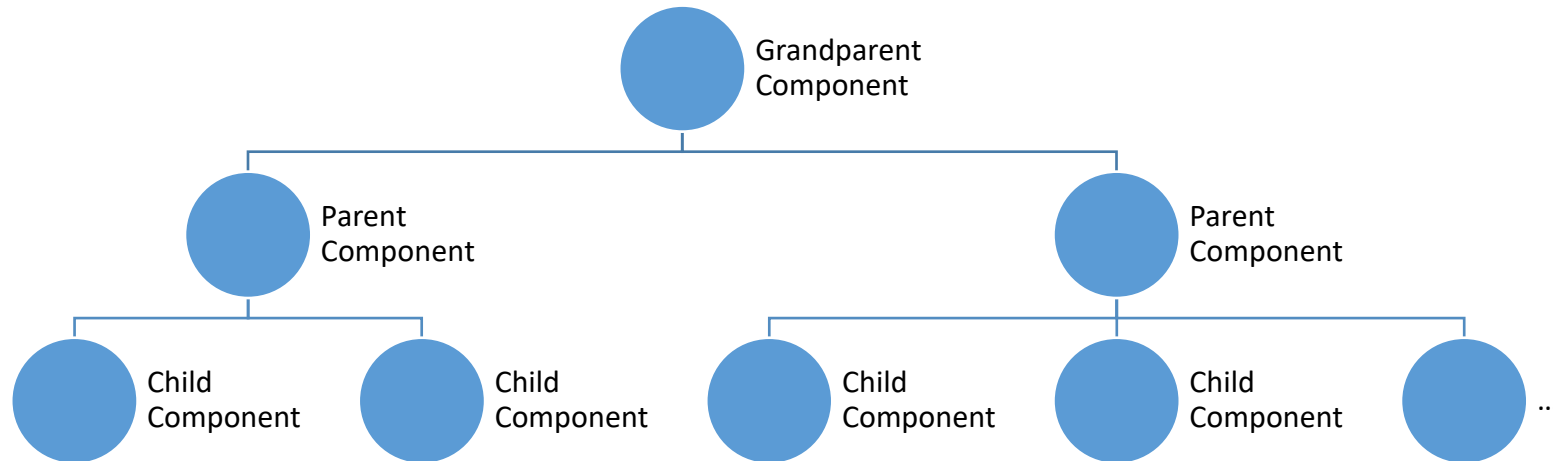 Grandparent
Component
Parent
Component
Parent
Component
Child
Component
Child
Component
Child
Component
Child
Component
..